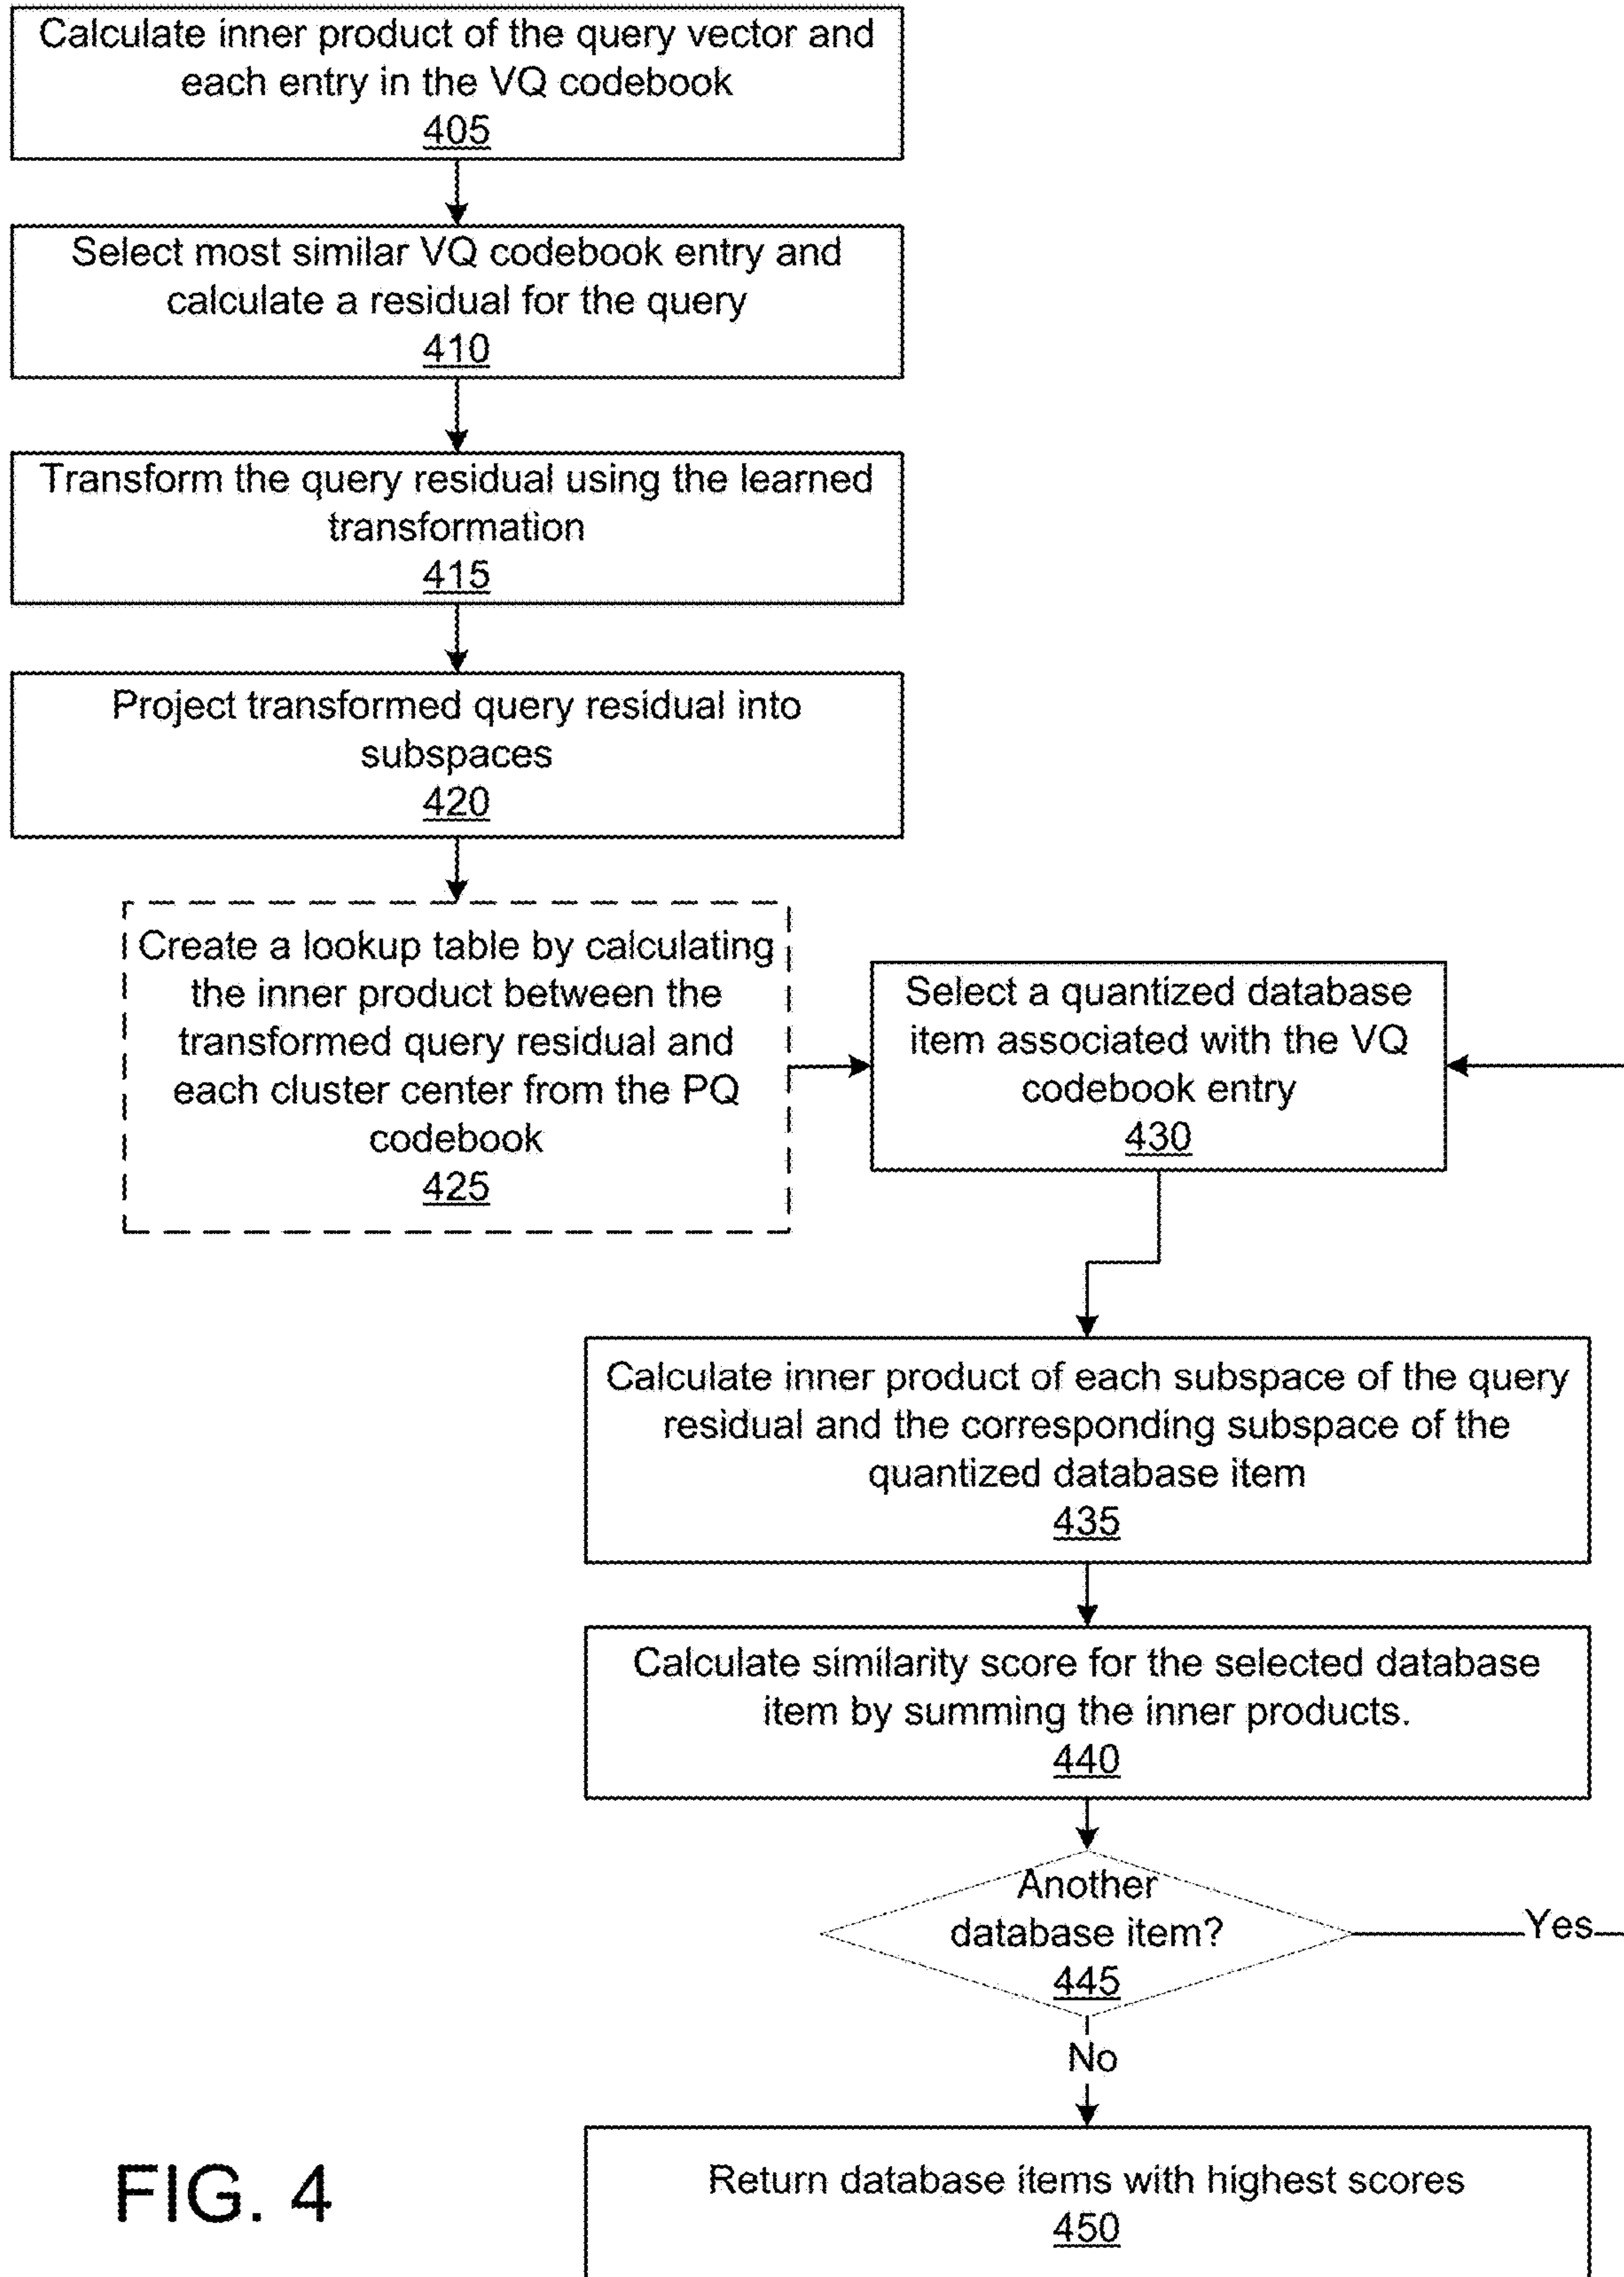 Calculate inner product of the query vector and
each entry in the VQ codebook
405
Select most similar VQ codebook entry and
calculate a residual for the query
410
Transform the query residual using the learned
transformation
415
Project transformed query residual into
subspaces
420
Create a lookup table by calculating
the inner product between the
transformed query residual and
each cluster center from the PQ
codebook
425
Select a quantized database
item associated with the VQ
codebook entry
430
Calculate inner product of each subspace of the query
residual and the corresponding subspace of the
quantized database item
435
Calculate similarity score for the selected database
item by summing the inner products.
440
Another
database item?
445
Yes
No
Return database items with highest scores
450
FIG. 4